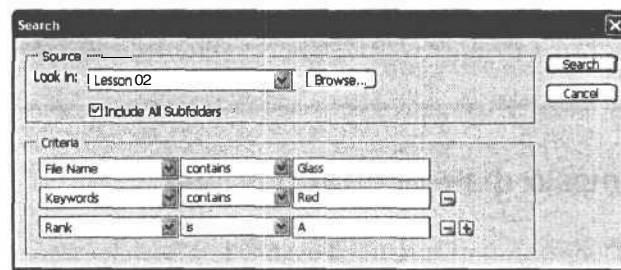 Search
Source
Look In: Lesson 02 Browse...
Include All Subfolders
Search
Cancel
Criteria
File Name contains Glass
Keywords contains Red
Rank is A